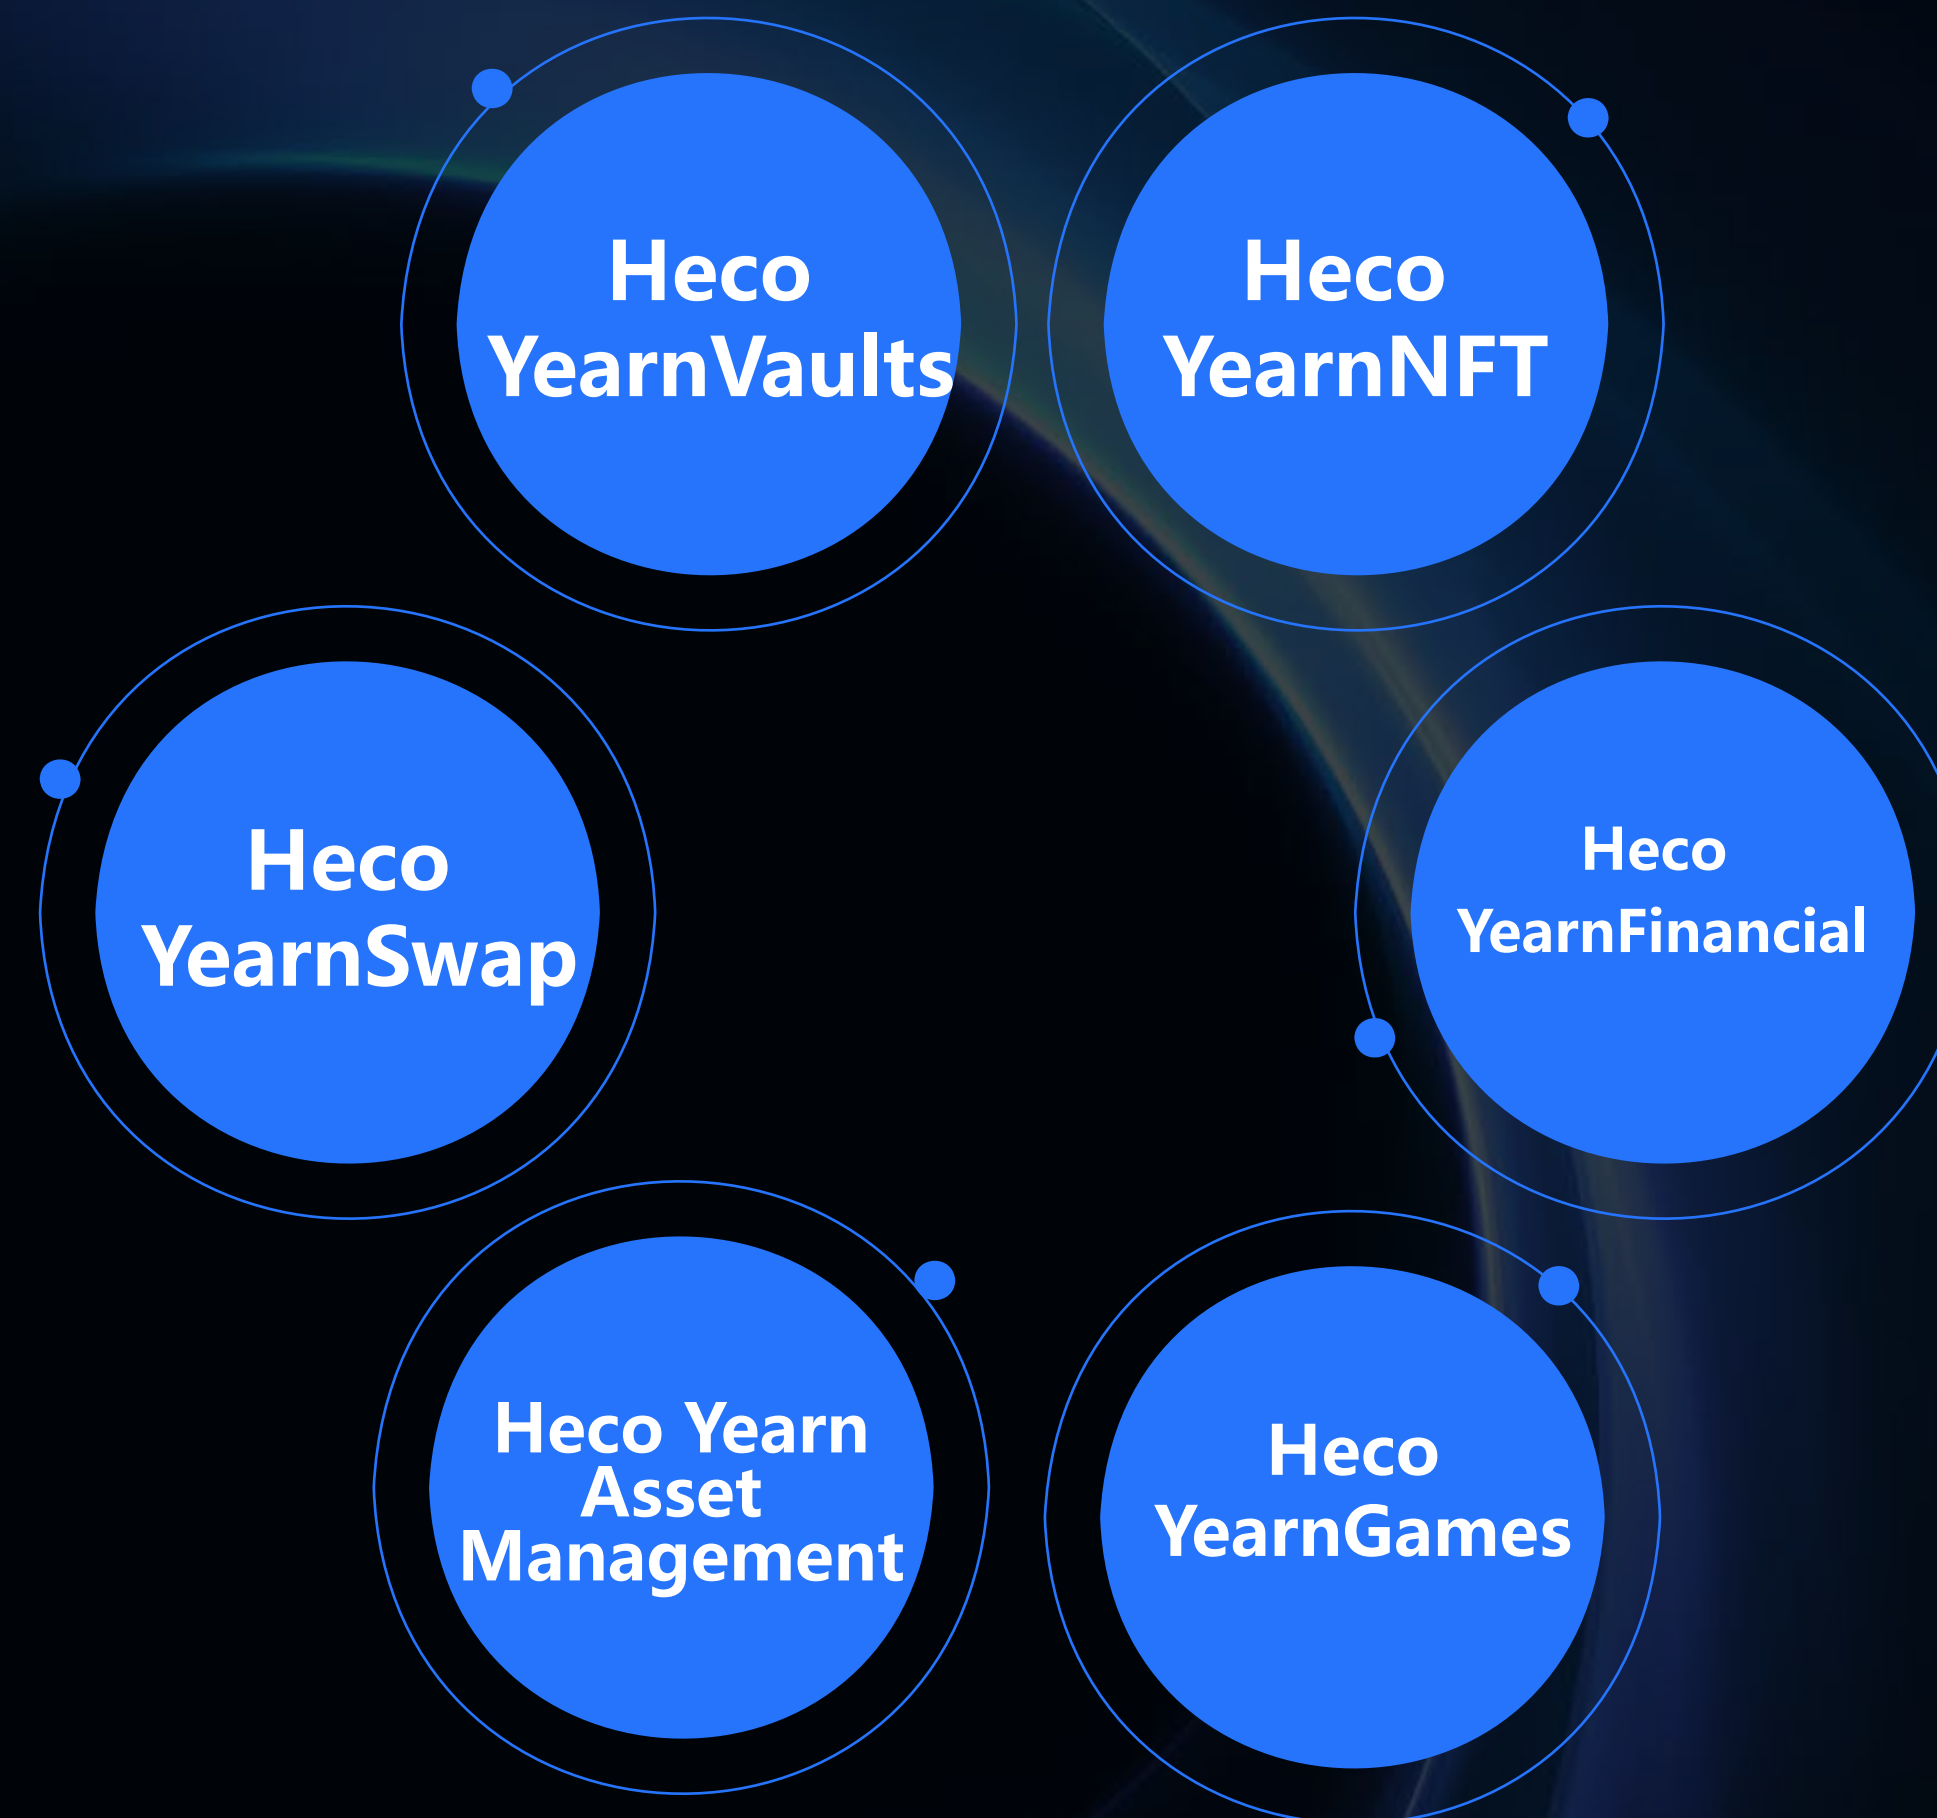 Heco
YearnVaults
Heco
YearnNFT
Heco
YearnSwap
Heco
YearnFinancial
Heco Yearn
Asset
Management
Heco
YearnGames